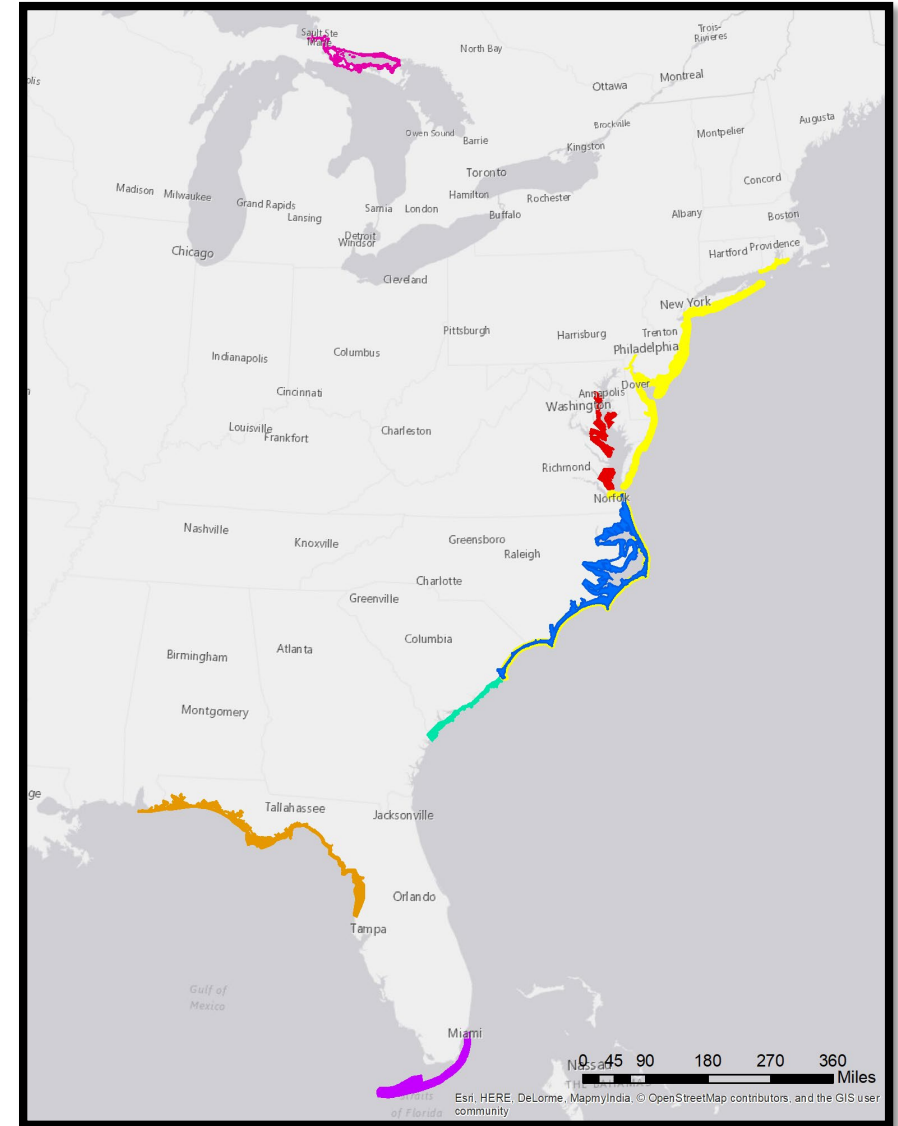 Sault Ste
Marie
North Bay
Trois-
Rivieres
olis
Ottawa
Montreal
Owen Sound
Barrie
Brockville
Kingston
Montpelier
Augusta
Toronto
Madison
Milwaukee
Grand Rapids
Lansing
Sarnia
London
Hamilton
Buffalo
Rochester
Concord
Albany
Boston
Detroit
Windsor
Chicago
Hartford
Providence
Cleveland
New York
Pittsburgh
Harrisburg
Trenton
Philadelphia
Indianapolis
Columbus
Cincinnati
Dover
Annapolis
Washington
Louisville
Frankfort
Charleston
Richmond
Norfolk
Nashville
Knoxville
Greensboro
Raleigh
Charlotte
Greenville
Columbia
Birmingham
Atlanta
Montgomery
ge
Tallahassee
Jacksonville
Orlando
Tampa
Gulf of
Mexico
Miami
Nassau
THE BAHAMAS
0 45 90 180 270 360
Miles
of Florida
Esri, HERE, DeLorme, MapmyIndia, © OpenStreetMap contributors, and the GIS user
community